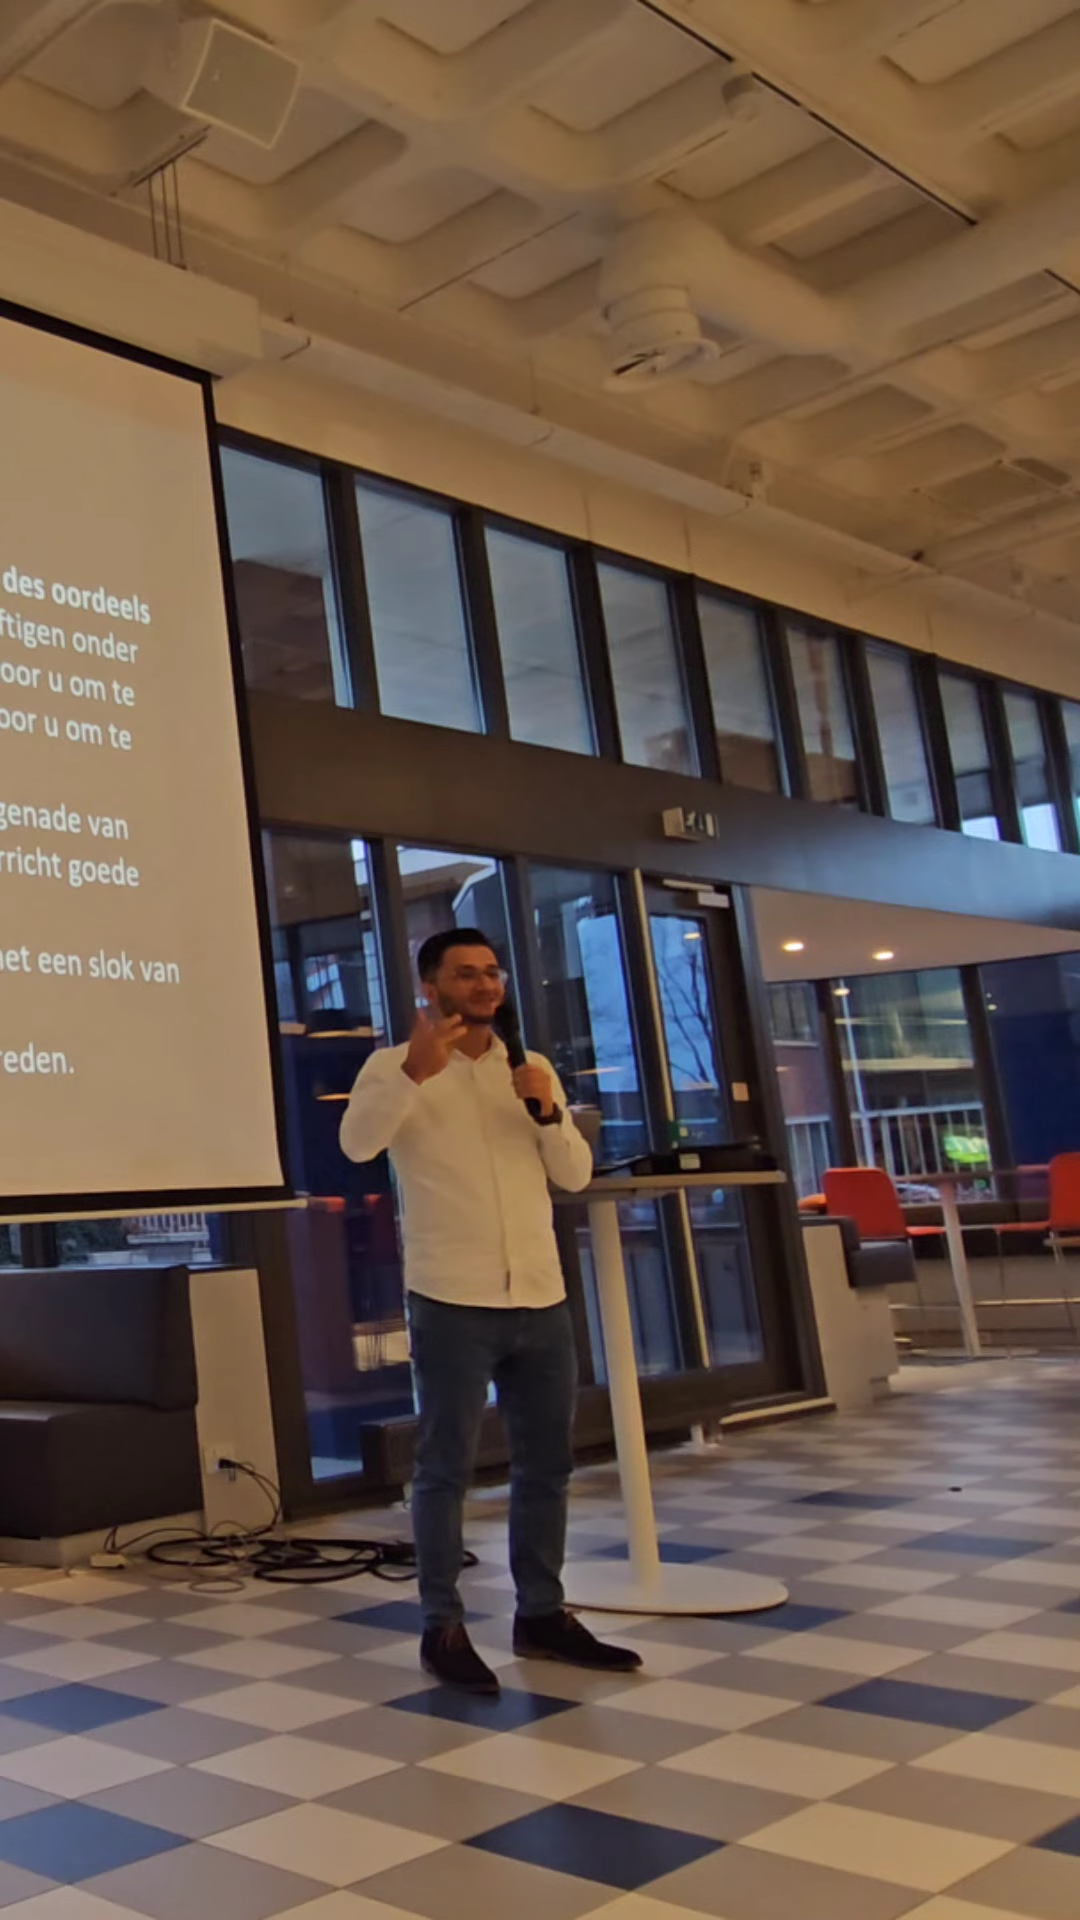 des oordeels
ftigen onder
oor u om te
oor u om te
genade van
rricht goede
et een slok van
reden.